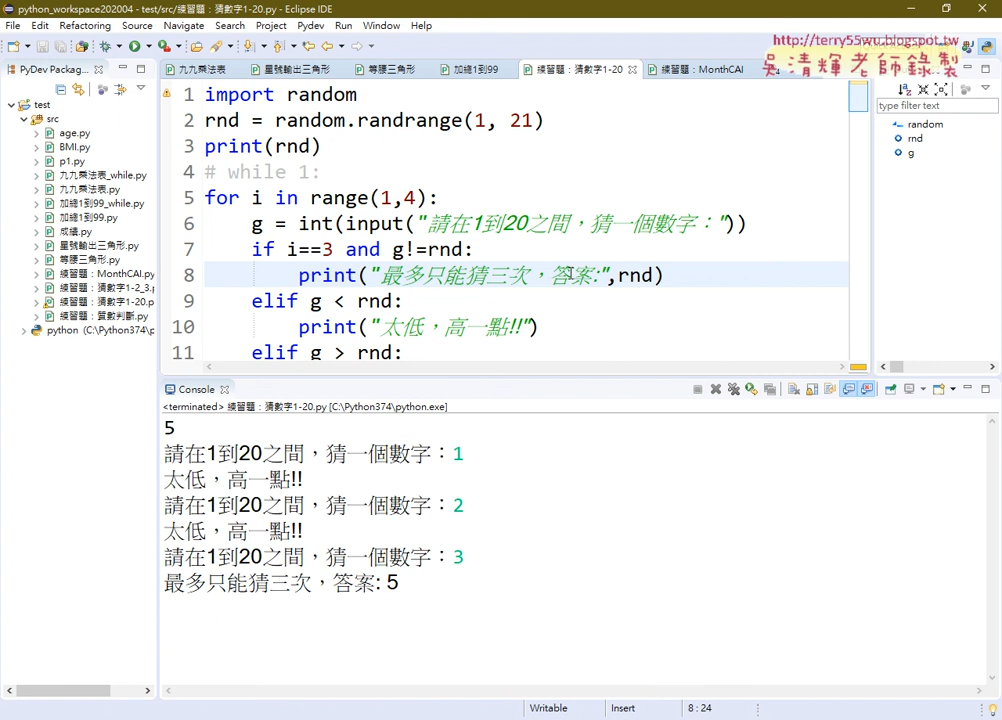 python_workspace202004 - test/src/練習題：猜數字1-20.py - Eclipse IDE
File Edit Refactoring Source Navigate Search Project Pydev Run Window Help
http://terry55wu.blogspot.tw
吳清輝老師錄製
PyDev Packag...
九九乘法表
星號輸出三角形
等腰三角形
加總1到99
練習題：猜數字1-20
練習題：MonthCAl
type filter text
test
src
age.py
BMI.py
p1.py
九九乘法表_while.py
九九乘法表.py
加總1到99_while.py
加總1到99.py
成績.py
星號輸出三角形.py
等腰三角形.py
練習題：MonthCAl.py
練習題：猜數字1-2_3.p
練習題：猜數字1-20.p
練習題：質數判斷.py
python (C:\Python374\p
1 import random
2 rnd = random.randrange(1, 21)
3 print(rnd)
4 # while 1:
5 for i in range(1,4):
6 g = int(input("請在1到20之間，猜一個數字："))
7 if i==3 and g!=rnd:
8 print("最多只能猜三次，答案:",rnd)
9 elif g < rnd:
10 print("太低，高一點!!")
11 elif g > rnd:
random
rnd
g
Console
<terminated> 練習題：猜數字1-20.py [C:\Python374\python.exe]
5
請在1到20之間，猜一個數字：1
太低，高一點!!
請在1到20之間，猜一個數字：2
太低，高一點!!
請在1到20之間，猜一個數字：3
最多只能猜三次，答案: 5
Writable Insert 8 : 24